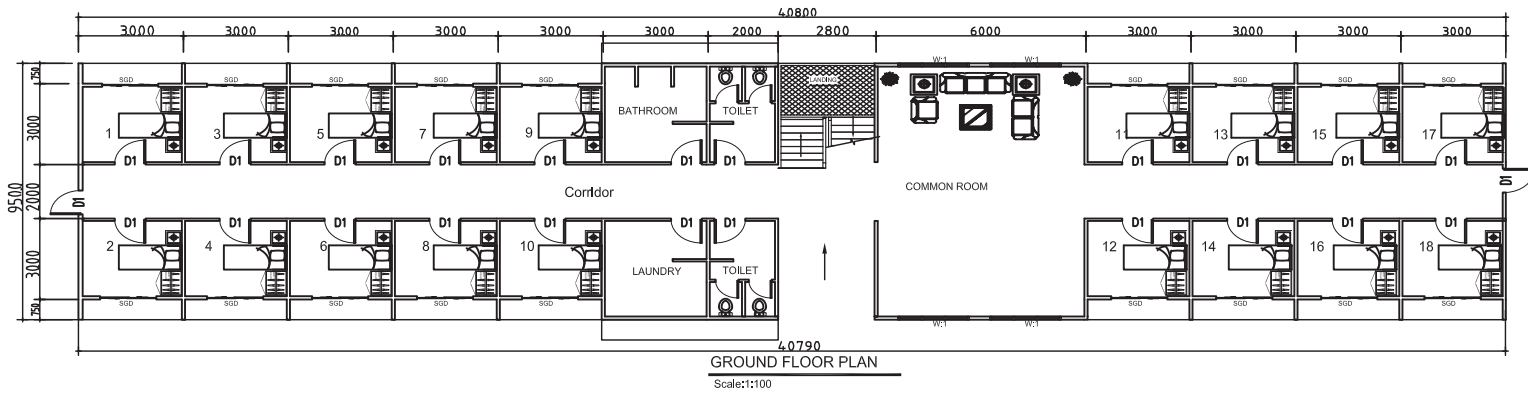 40800
3000 3000 3000 3000 3000 3000 2000 2800 6000 3000 3000 3000 3000
W:1 W:1
750 SGD SGD SGD SGD SGD LANDING SGD SGD SGD SGD
BATHROOM TOILET
3000 1 3 5 7 9 11 13 15 17
D1 D1 D1 D1 D1 D1 D1 D1 D1 D1 D1
9500 2000 D1 Corridor COMMON ROOM D1
D1 D1 D1 D1 D1 D1 D1 D1 D1 D1 D1
3000 2 4 6 8 10 12 14 16 18
LAUNDRY TOILET
750 SGD SGD SGD SGD SGD SGD SGD SGD SGD
W:1 W:1
40790
GROUND FLOOR PLAN
Scale:1:100